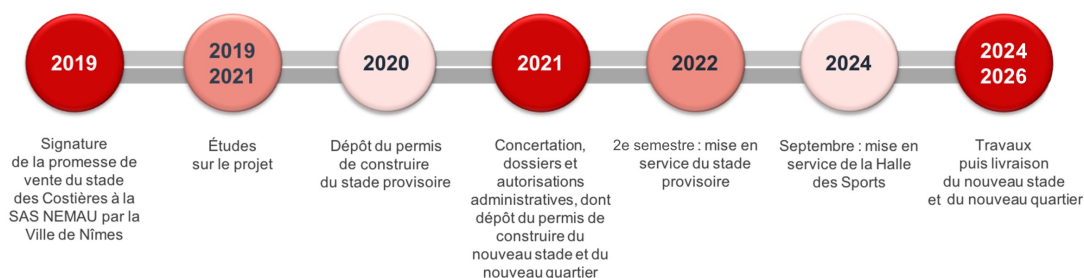 2019
Signature
de la promesse de
vente du stade
des Costières à la
SAS NEMAU par la
Ville de Nîmes
2019
2021
Études
sur le projet
2020
Dépôt du permis
de construire
du stade provisoire
2021
Concertation,
dossiers et
autorisations
administratives, dont
dépôt du permis de
construire du
nouveau stade et du
nouveau quartier
2022
2e semestre : mise en
service du stade
provisoire
2024
Septembre : mise en
service de la Halle
des Sports
2024
2026
Travaux
puis livraison
du nouveau stade
et du nouveau quartier